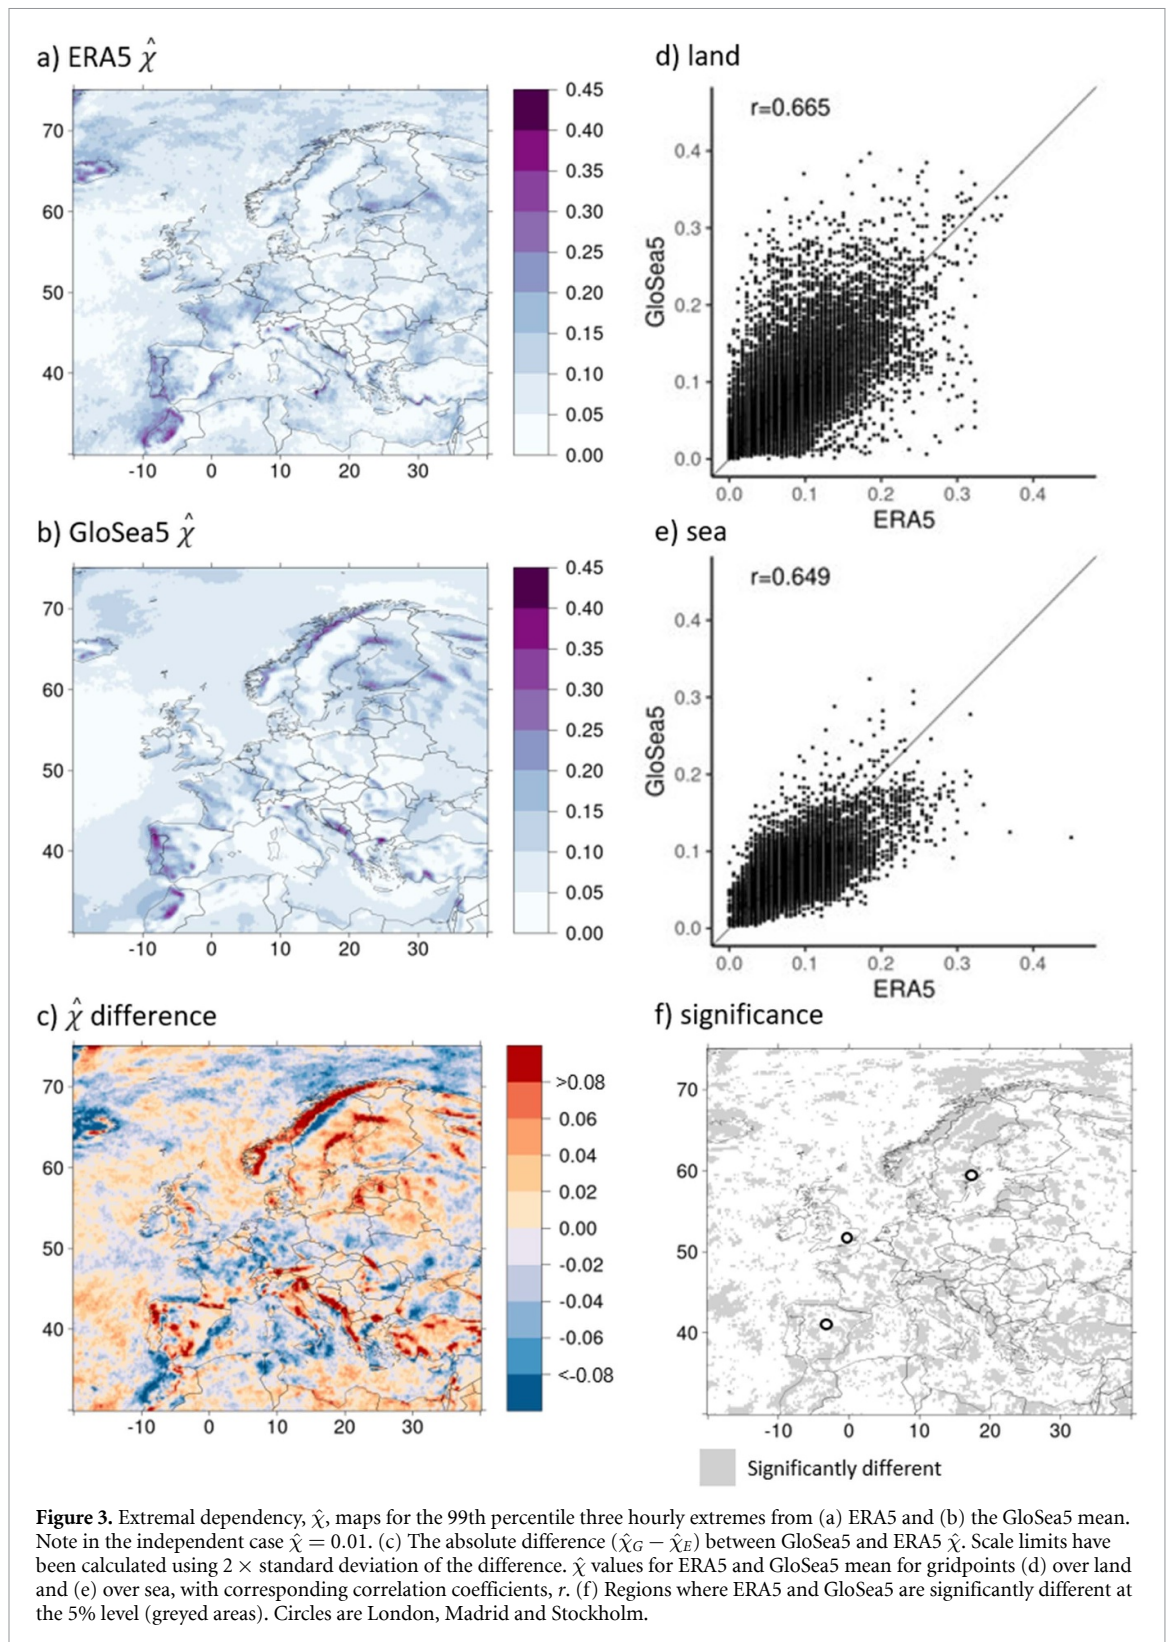 a) ERA5 χ̂
70
60
50
40
-10 0 10 20 30
0.45
0.40
0.35
0.30
0.25
0.20
0.15
0.10
0.05
0.00
d) land
r=0.665
GloSea5
0.4
0.3
0.2
0.1
0.0
0.0 0.1 0.2 0.3 0.4
ERA5
b) GloSea5 χ̂
70
60
50
40
-10 0 10 20 30
0.45
0.40
0.35
0.30
0.25
0.20
0.15
0.10
0.05
0.00
e) sea
r=0.649
GloSea5
0.4
0.3
0.2
0.1
0.0
0.0 0.1 0.2 0.3 0.4
ERA5
c) χ̂ difference
70
60
50
40
-10 0 10 20 30
>0.08
0.06
0.04
0.02
0.00
-0.02
-0.04
-0.06
<-0.08
f) significance
70
60
50
40
-10 0 10 20 30
Significantly different
Figure 3. Extremal dependency, χ̂, maps for the 99th percentile three hourly extremes from (a) ERA5 and (b) the GloSea5 mean.
Note in the independent case χ̂ = 0.01. (c) The absolute difference (χ̂G − χ̂E) between GloSea5 and ERA5 χ̂. Scale limits have
been calculated using 2 × standard deviation of the difference. χ̂ values for ERA5 and GloSea5 mean for gridpoints (d) over land
and (e) over sea, with corresponding correlation coefficients, r. (f) Regions where ERA5 and GloSea5 are significantly different at
the 5% level (greyed areas). Circles are London, Madrid and Stockholm.